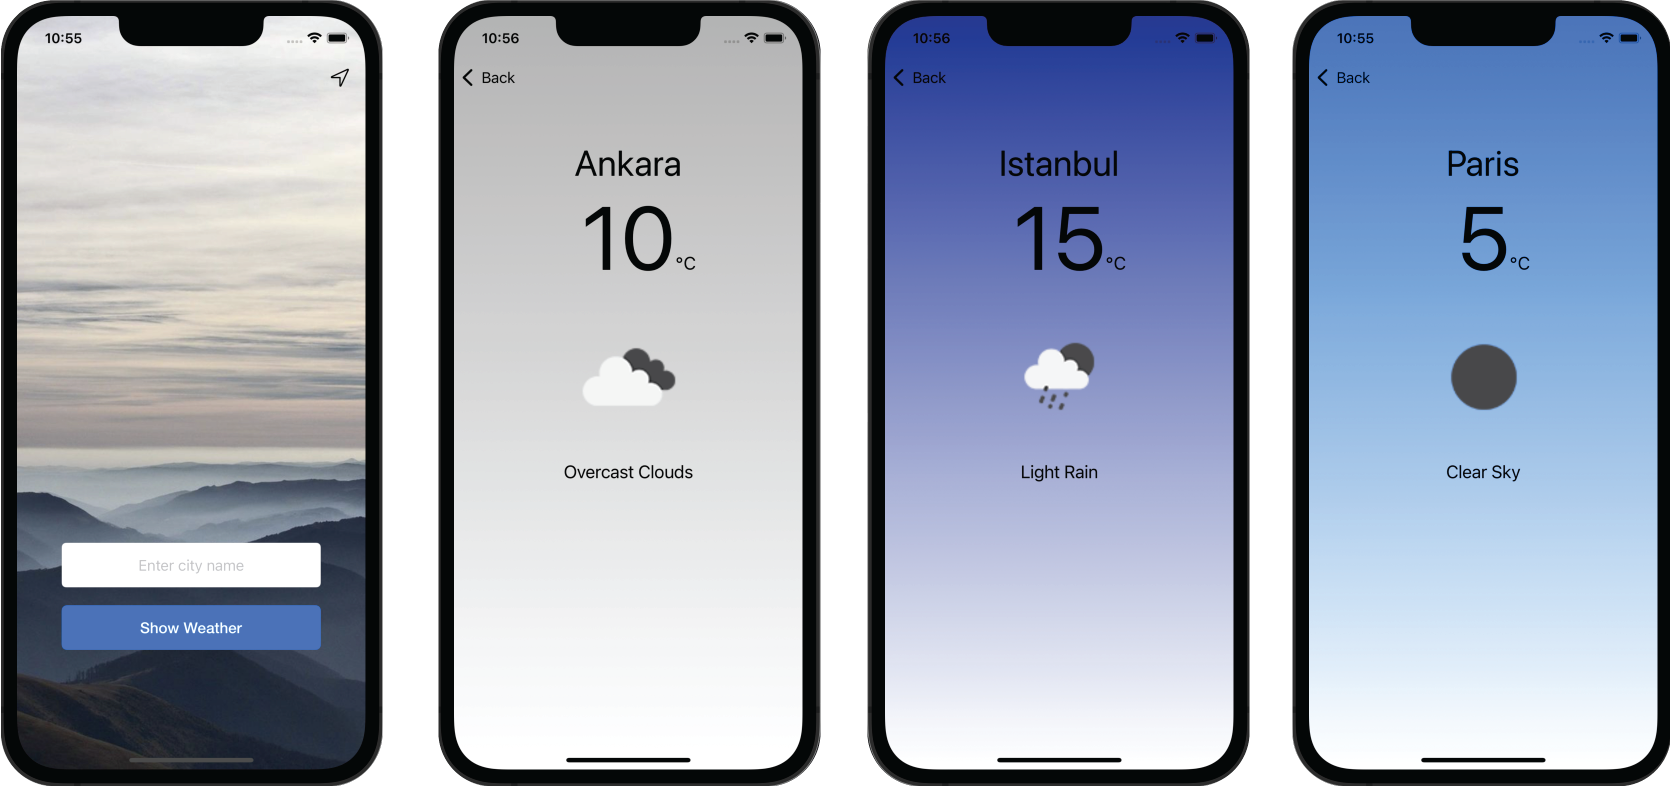 10:55
Enter city name
Show Weather
10:56
Back
Ankara
10°C
Overcast Clouds
10:56
Back
Istanbul
15°C
Light Rain
10:55
Back
Paris
5°C
Clear Sky